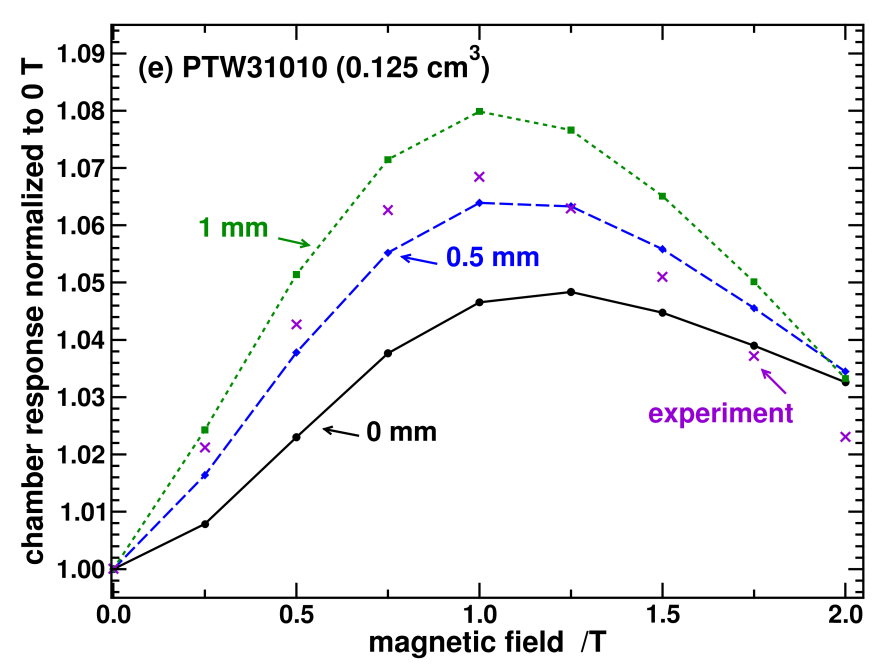 (e) PTW31010 (0.125 cm³)
chamber response normalized to 0 T
1.09
1.08
1.07
1.06
1.05
1.04
1.03
1.02
1.01
1.00
1 mm
0.5 mm
0 mm
experiment
0.0 0.5 1.0 1.5 2.0
magnetic field /T